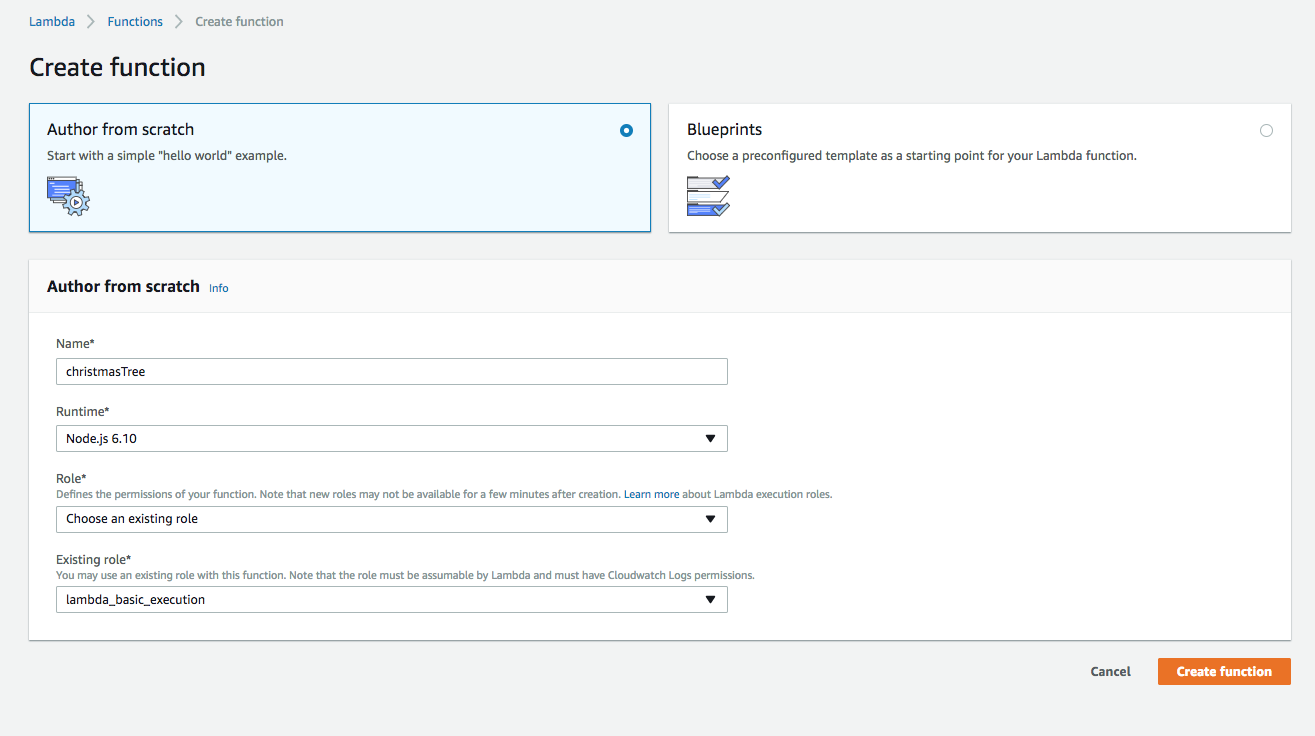 Lambda > Functions > Create function
Create function
Author from scratch
Start with a simple "hello world" example.
Blueprints
Choose a preconfigured template as a starting point for your Lambda function.
Author from scratch Info
Name*
christmasTree
Runtime*
Node.js 6.10
Role*
Defines the permissions of your function. Note that new roles may not be available for a few minutes after creation. Learn more about Lambda execution roles.
Choose an existing role
Existing role*
You may use an existing role with this function. Note that the role must be assumable by Lambda and must have Cloudwatch Logs permissions.
lambda_basic_execution
Cancel Create function